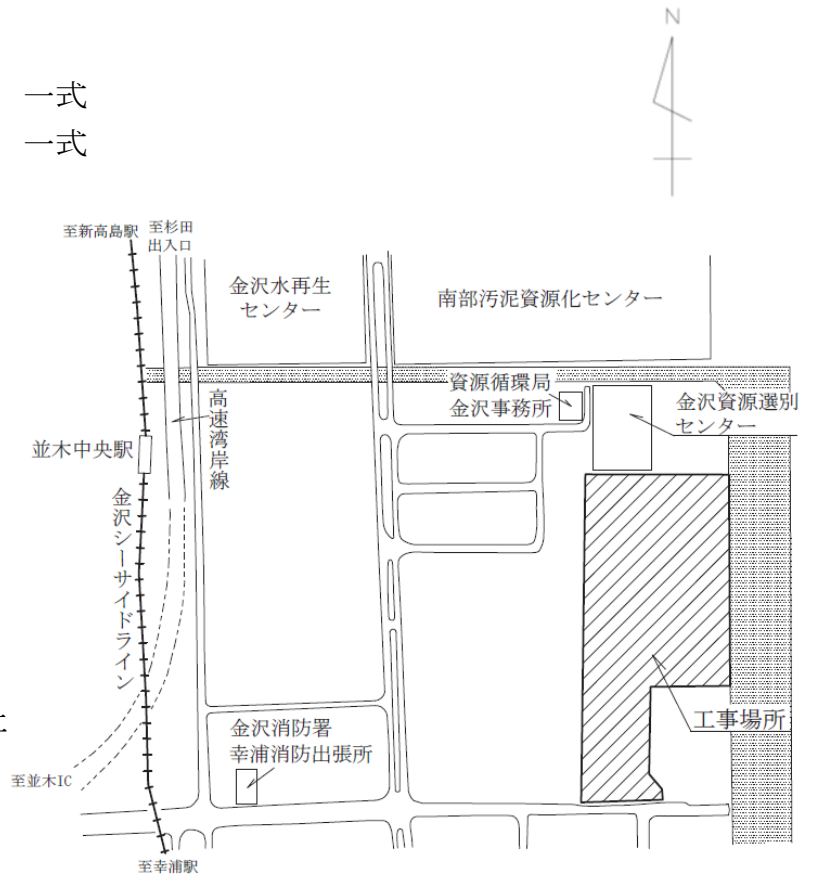 N
一式
一式
至新高島駅
至杉田
出入口
金沢水再生
センター
南部汚泥資源化センター
資源循環局
金沢事務所
金沢資源選別
センター
高速湾岸線
並木中央駅
金沢シーサイドライン
工事場所
金沢消防署
幸浦消防出張所
至並木IC
至幸浦駅